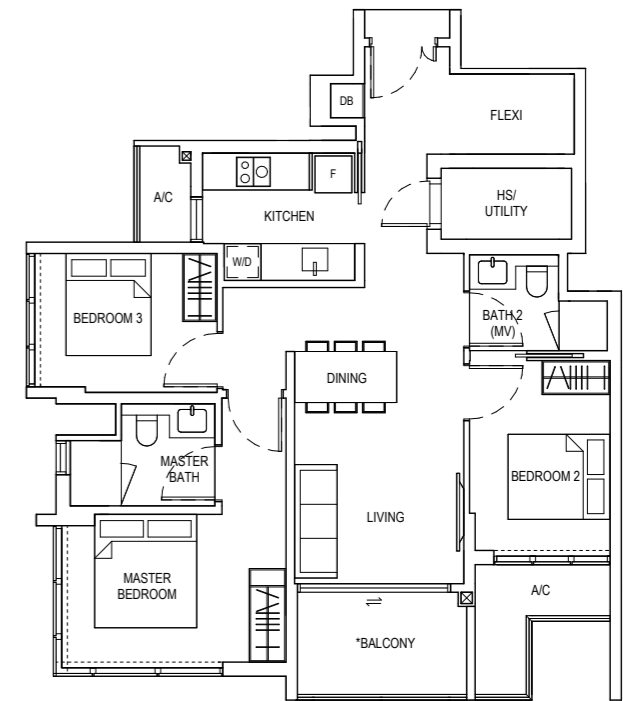 DB
FLEXI
F
A/C
HS/
UTILITY
KITCHEN
W/D
BEDROOM 3
BATH 2
(MV)
DINING
MASTER
BATH
BEDROOM 2
LIVING
MASTER
BEDROOM
A/C
*BALCONY